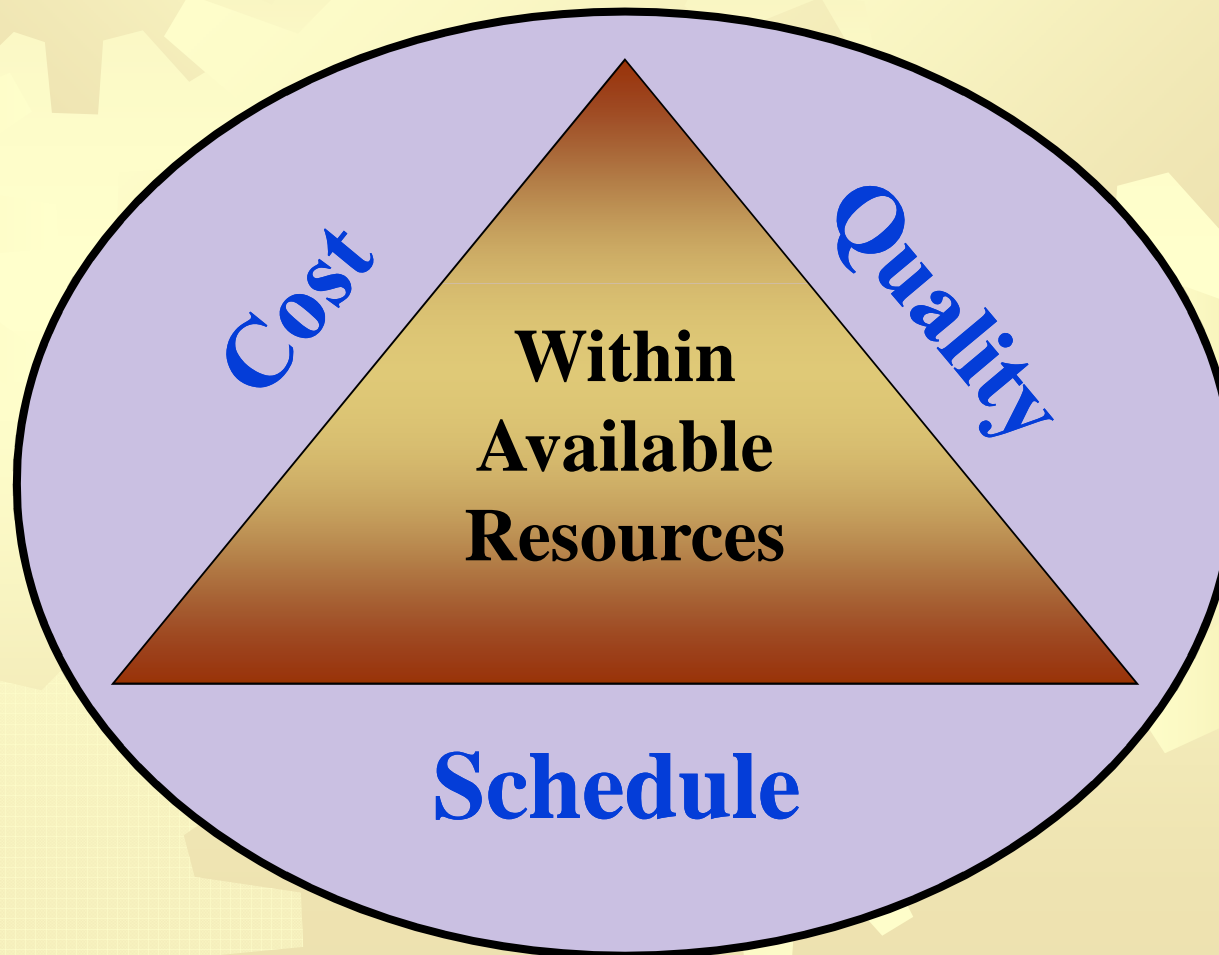 Cost
Quality
Within
Available
Resources
Schedule